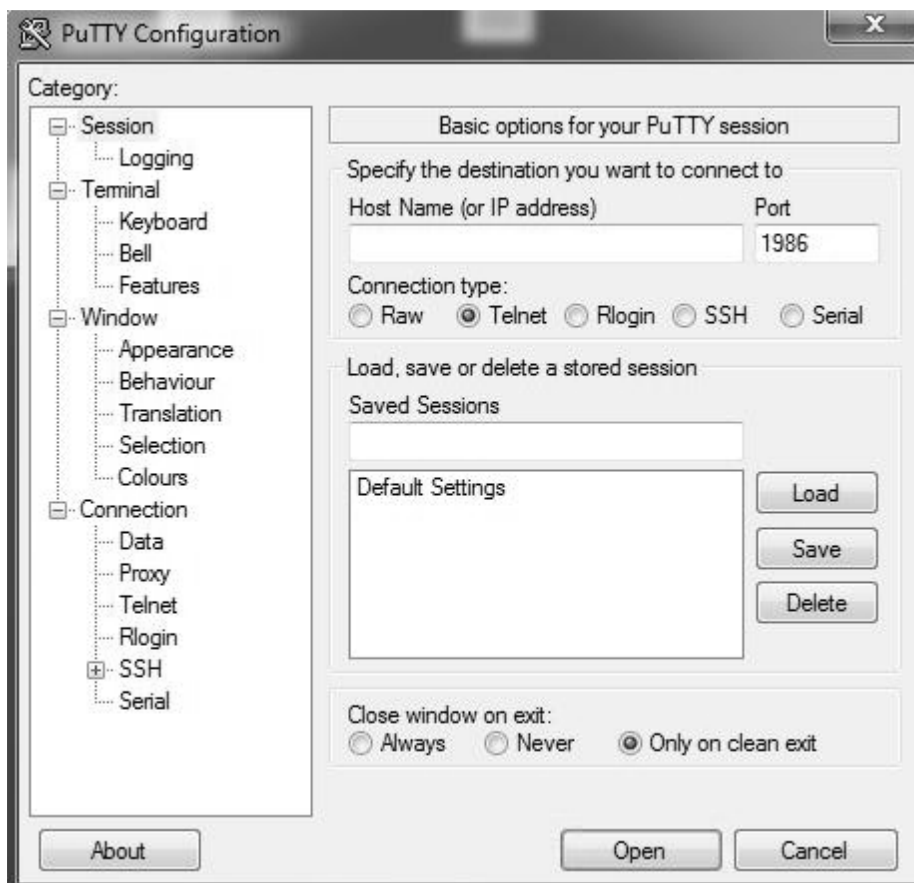 PuTTY Configuration
X
Category:
Session
Logging
Terminal
Keyboard
Bell
Features
Window
Appearance
Behaviour
Translation
Selection
Colours
Connection
Data
Proxy
Telnet
Rlogin
SSH
Serial
Basic options for your PuTTY session
Specify the destination you want to connect to
Host Name (or IP address) Port
1986
Connection type:
Raw Telnet Rlogin SSH Serial
Load, save or delete a stored session
Saved Sessions
Default Settings
Load
Save
Delete
Close window on exit:
Always Never Only on clean exit
About Open Cancel